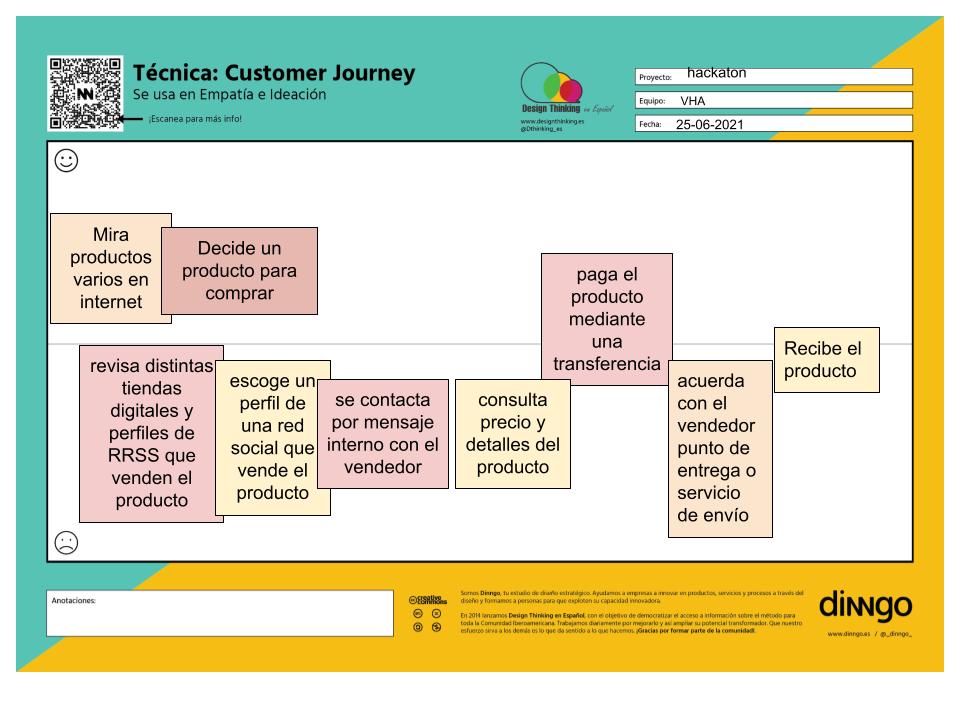 Técnica: Customer Journey
Se usa en Empatía e Ideación
¡Escanea para más info!
Design Thinking en Español
www.designthinking.es
@Dthinking_es
Proyecto: hackaton
Equipo: VHA
Fecha: 25-06-2021
Mira
productos
varios en
internet
Decide un
producto para
comprar
revisa distintas
tiendas
digitales y
perfiles de
RRSS que
venden el
producto
escoge un
perfil de
una red
social que
vende el
producto
se contacta
por mensaje
interno con el
vendedor
consulta
precio y
detalles del
producto
paga el
producto
mediante
una
transferencia
acuerda
con el
vendedor
punto de
entrega o
servicio
de envío
Recibe el
producto
Anotaciones:
creative
commons
Somos Dinngo, tu estudio de diseño estratégico. Ayudamos a empresas a innovar en productos, servicios y procesos a través del
diseño y formamos a personas para que exploten su capacidad innovadora.
En 2014 lanzamos Design Thinking en Español, con el objetivo de democratizar el acceso a información sobre el método para
toda la Comunidad Iberoamericana. Trabajamos diariamente por mejorarlo y así ampliar su potencial transformador. Que nuestro
esfuerzo sirva a los demás es lo que da sentido a lo que hacemos. ¡Gracias por formar parte de la comunidad!.
dinngo
www.dinngo.es / @_dinngo_